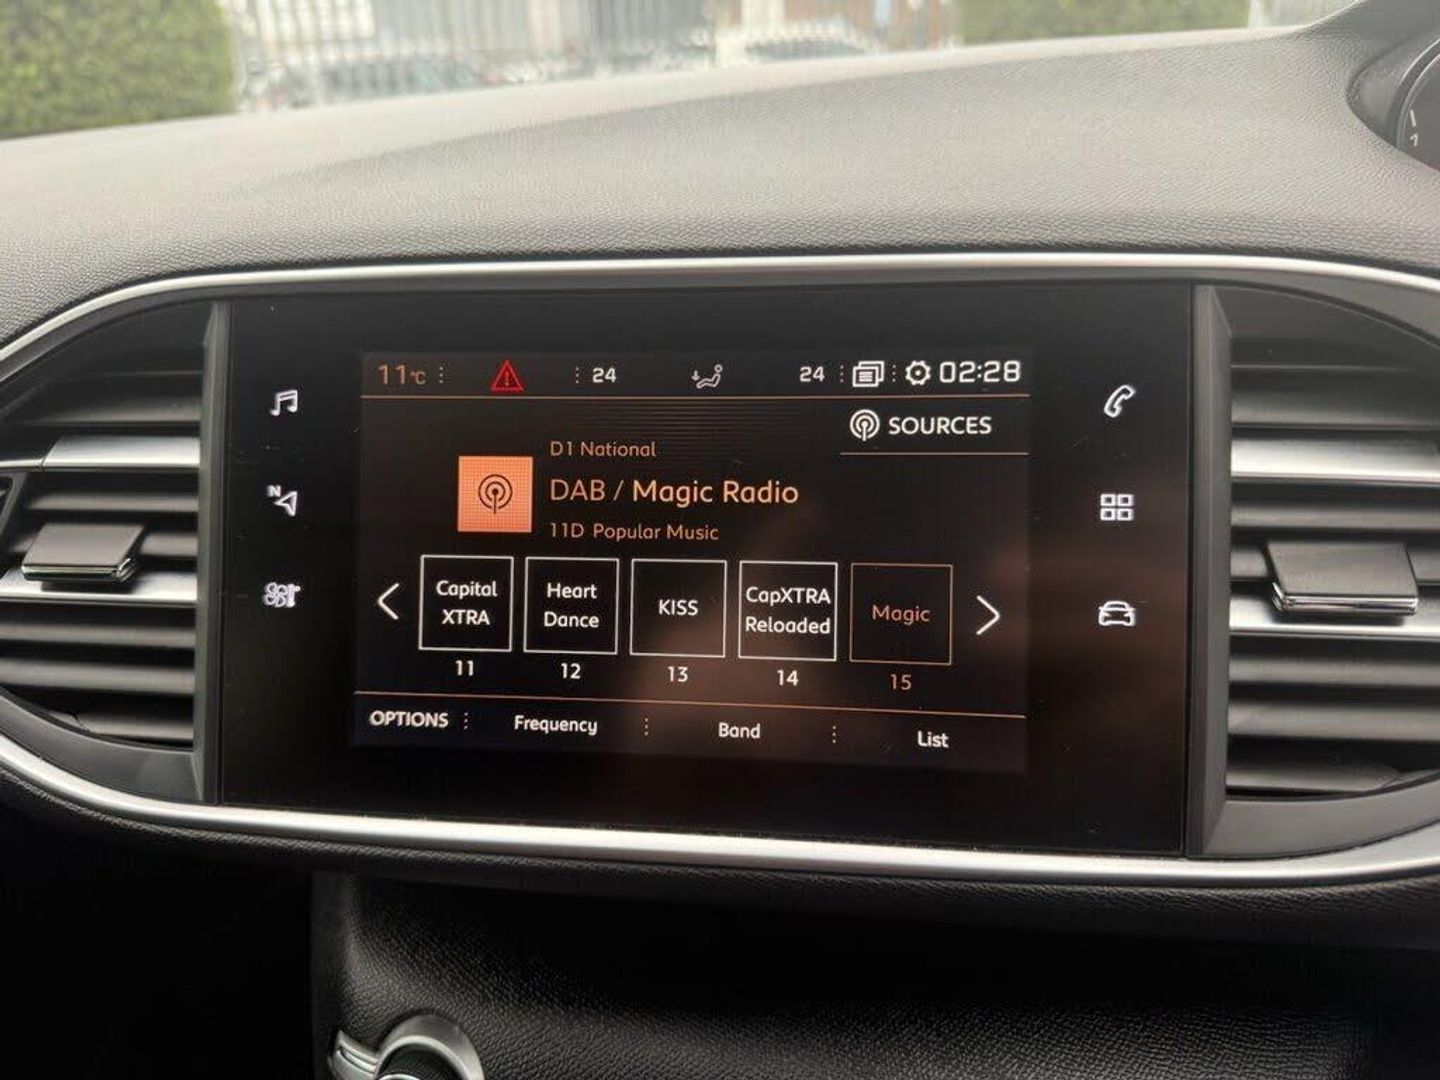 11°C 24 24 02:28
SOURCES
D1 National
DAB / Magic Radio
11D Popular Music
Capital XTRA
Heart Dance
KISS
CapXTRA Reloaded
Magic
11 12 13 14 15
OPTIONS Frequency Band List
N